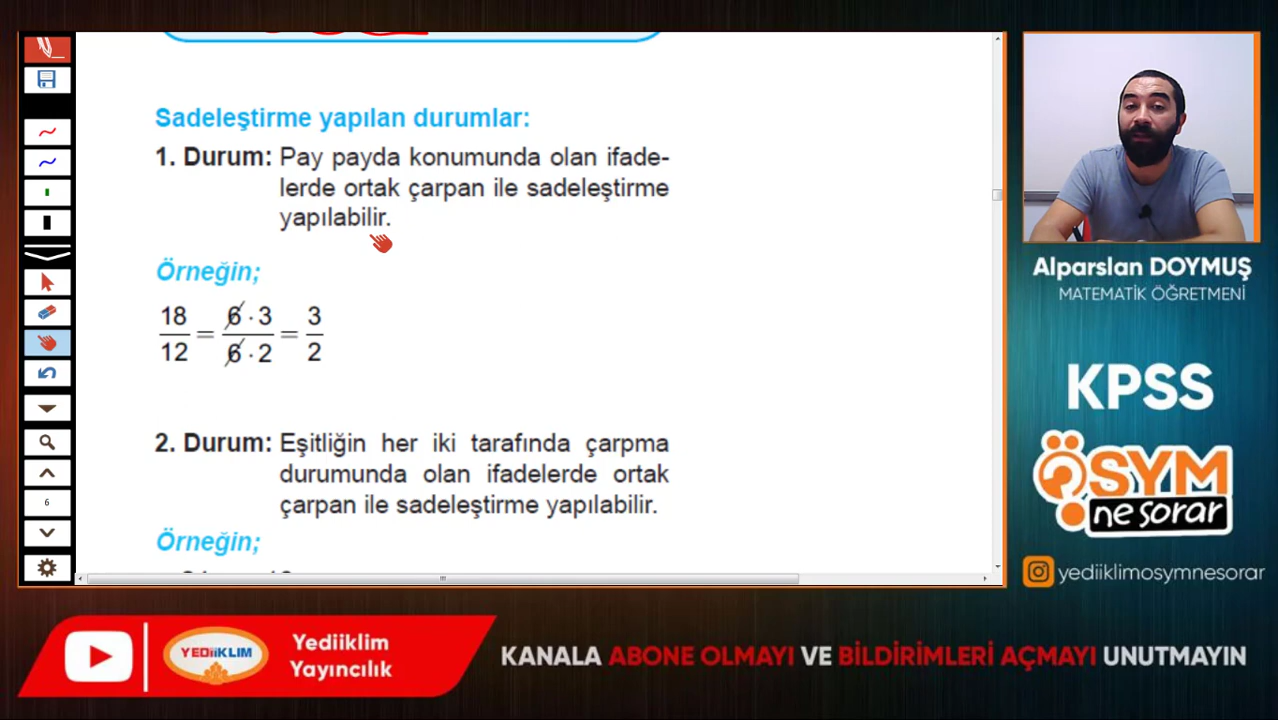 Sadeleştirme yapılan durumlar:
1. Durum: Pay payda konumunda olan ifade-
lerde ortak çarpan ile sadeleştirme
yapılabilir.
Örneğin;
18/12 = 6 · 3/6 · 2 = 3/2
2. Durum: Eşitliğin her iki tarafında çarpma
durumunda olan ifadelerde ortak
çarpan ile sadeleştirme yapılabilir.
Örneğin;
6
Alparslan DOYMUŞ
MATEMATİK ÖĞRETMENİ
KPSS
ÖSYM
ne sorar
yediiklimosymnesorar
YEDİİKLİM
Yediiklim
Yayıncılık
KANALA ABONE OLMAYI VE BİLDİRİMLERİ AÇMAYI UNUTMAYIN